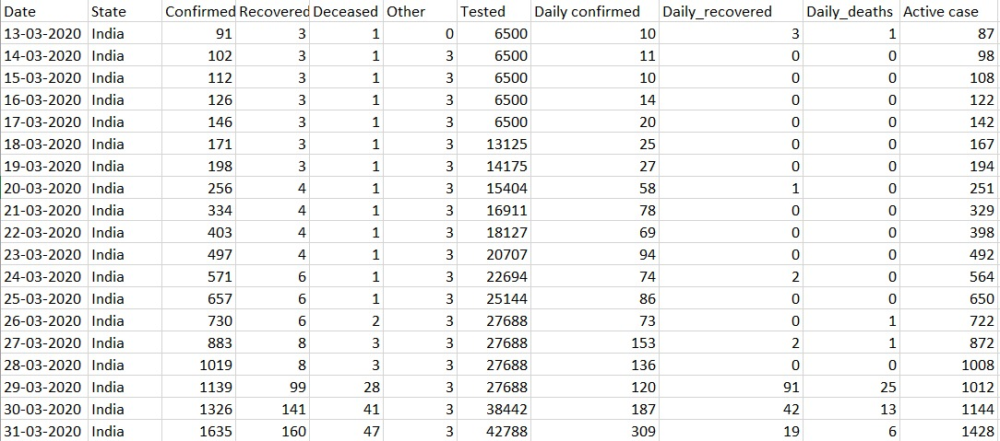 Date State Confirmed Recovered Deceased Other Tested Daily confirmed Daily_recovered Daily_deaths Active case
13-03-2020 India 91 3 1 0 6500 10 3 1 87
14-03-2020 India 102 3 1 3 6500 11 0 0 98
15-03-2020 India 112 3 1 3 6500 10 0 0 108
16-03-2020 India 126 3 1 3 6500 14 0 0 122
17-03-2020 India 146 3 1 3 6500 20 0 0 142
18-03-2020 India 171 3 1 3 13125 25 0 0 167
19-03-2020 India 198 3 1 3 14175 27 0 0 194
20-03-2020 India 256 4 1 3 15404 58 1 0 251
21-03-2020 India 334 4 1 3 16911 78 0 0 329
22-03-2020 India 403 4 1 3 18127 69 0 0 398
23-03-2020 India 497 4 1 3 20707 94 0 0 492
24-03-2020 India 571 6 1 3 22694 74 2 0 564
25-03-2020 India 657 6 1 3 25144 86 0 0 650
26-03-2020 India 730 6 2 3 27688 73 0 1 722
27-03-2020 India 883 8 3 3 27688 153 2 1 872
28-03-2020 India 1019 8 3 3 27688 136 0 0 1008
29-03-2020 India 1139 99 28 3 27688 120 91 25 1012
30-03-2020 India 1326 141 41 3 38442 187 42 13 1144
31-03-2020 India 1635 160 47 3 42788 309 19 6 1428